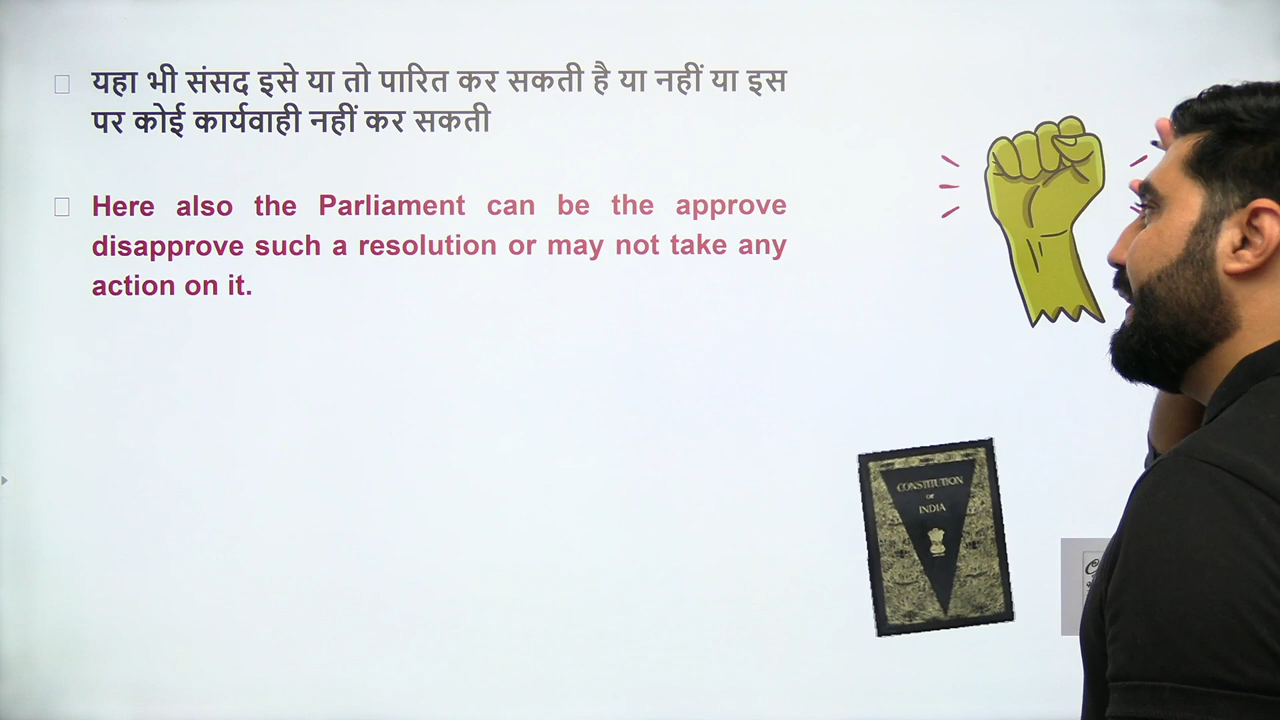 यहा भी संसद इसे या तो पारित कर सकती है या नहीं या इस
पर कोई कार्यवाही नहीं कर सकती
Here also the Parliament can be the approve
disapprove such a resolution or may not take any
action on it.
CONSTITUTION
OF
INDIA